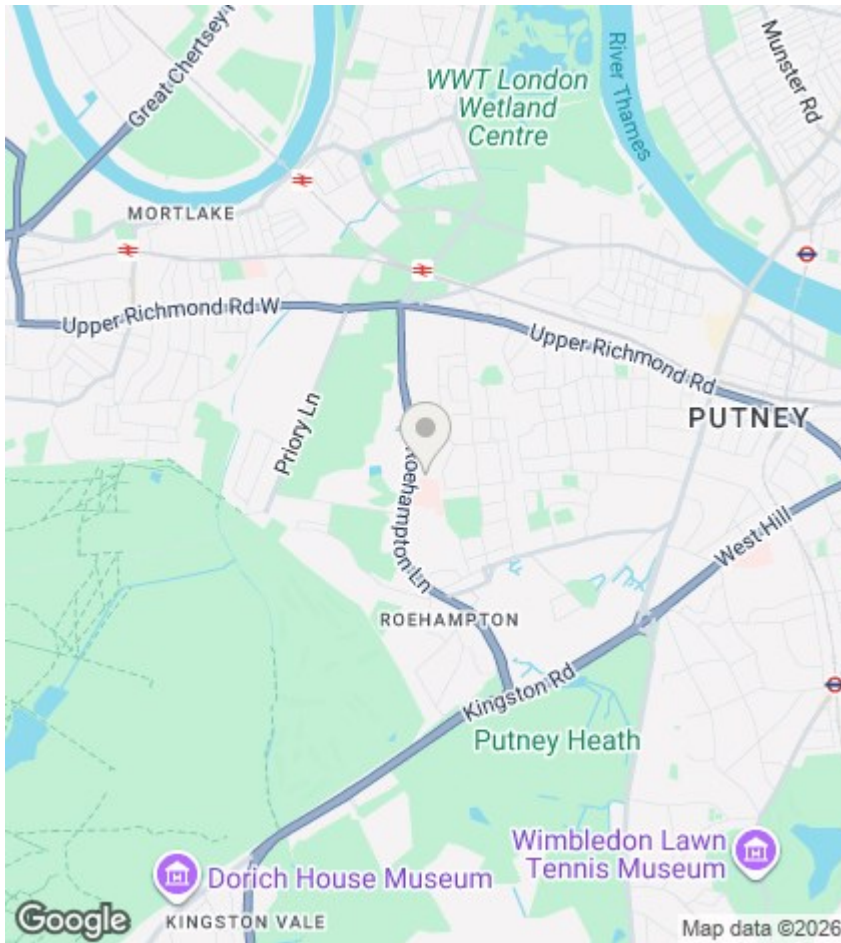 Great Chertsey
River Thames
Munster Rd
WWT London
Wetland
Centre
MORTLAKE
Upper Richmond Rd W
Upper Richmond Rd
PUTNEY
Priory Ln
Roehampton Ln
West Hill
ROEHAMPTON
Kingston Rd
Putney Heath
Wimbledon Lawn
Tennis Museum
Dorich House Museum
Google
KINGSTON VALE
Map data ©2026